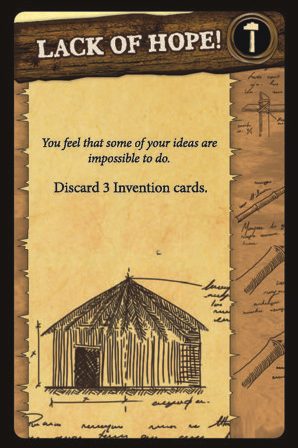 LACK OF HOPE!
You feel that some of your ideas are
impossible to do.
Discard 3 Invention cards.